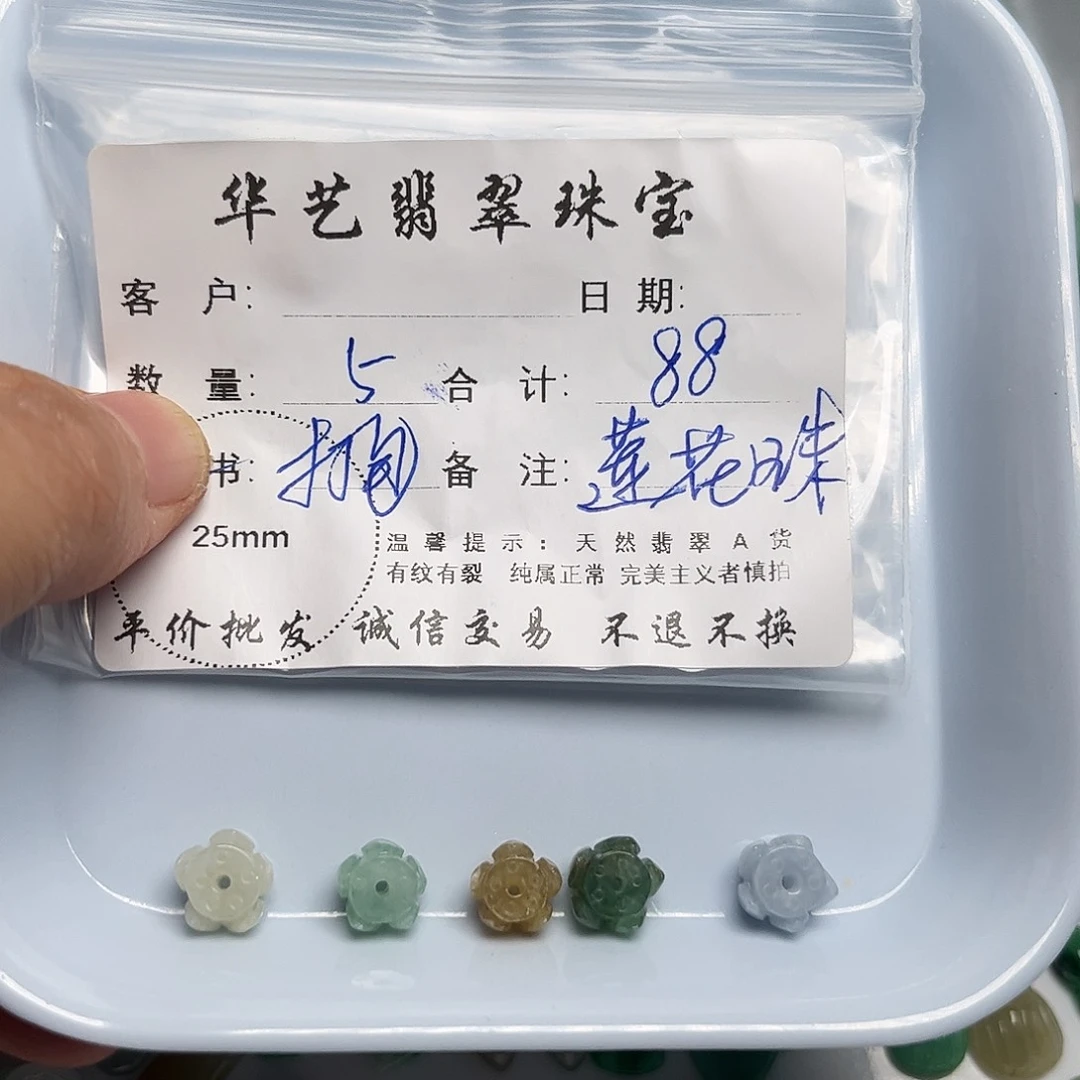 华艺翡翠珠宝
客 户: 日 期:
数 量: 5 合 计: 88
书: 备 注: 莲花珠
25mm
温馨提示:天然翡翠A货
有纹有裂 纯属正常 完美主义者慎拍
平价批发 诚信交易 不退不换